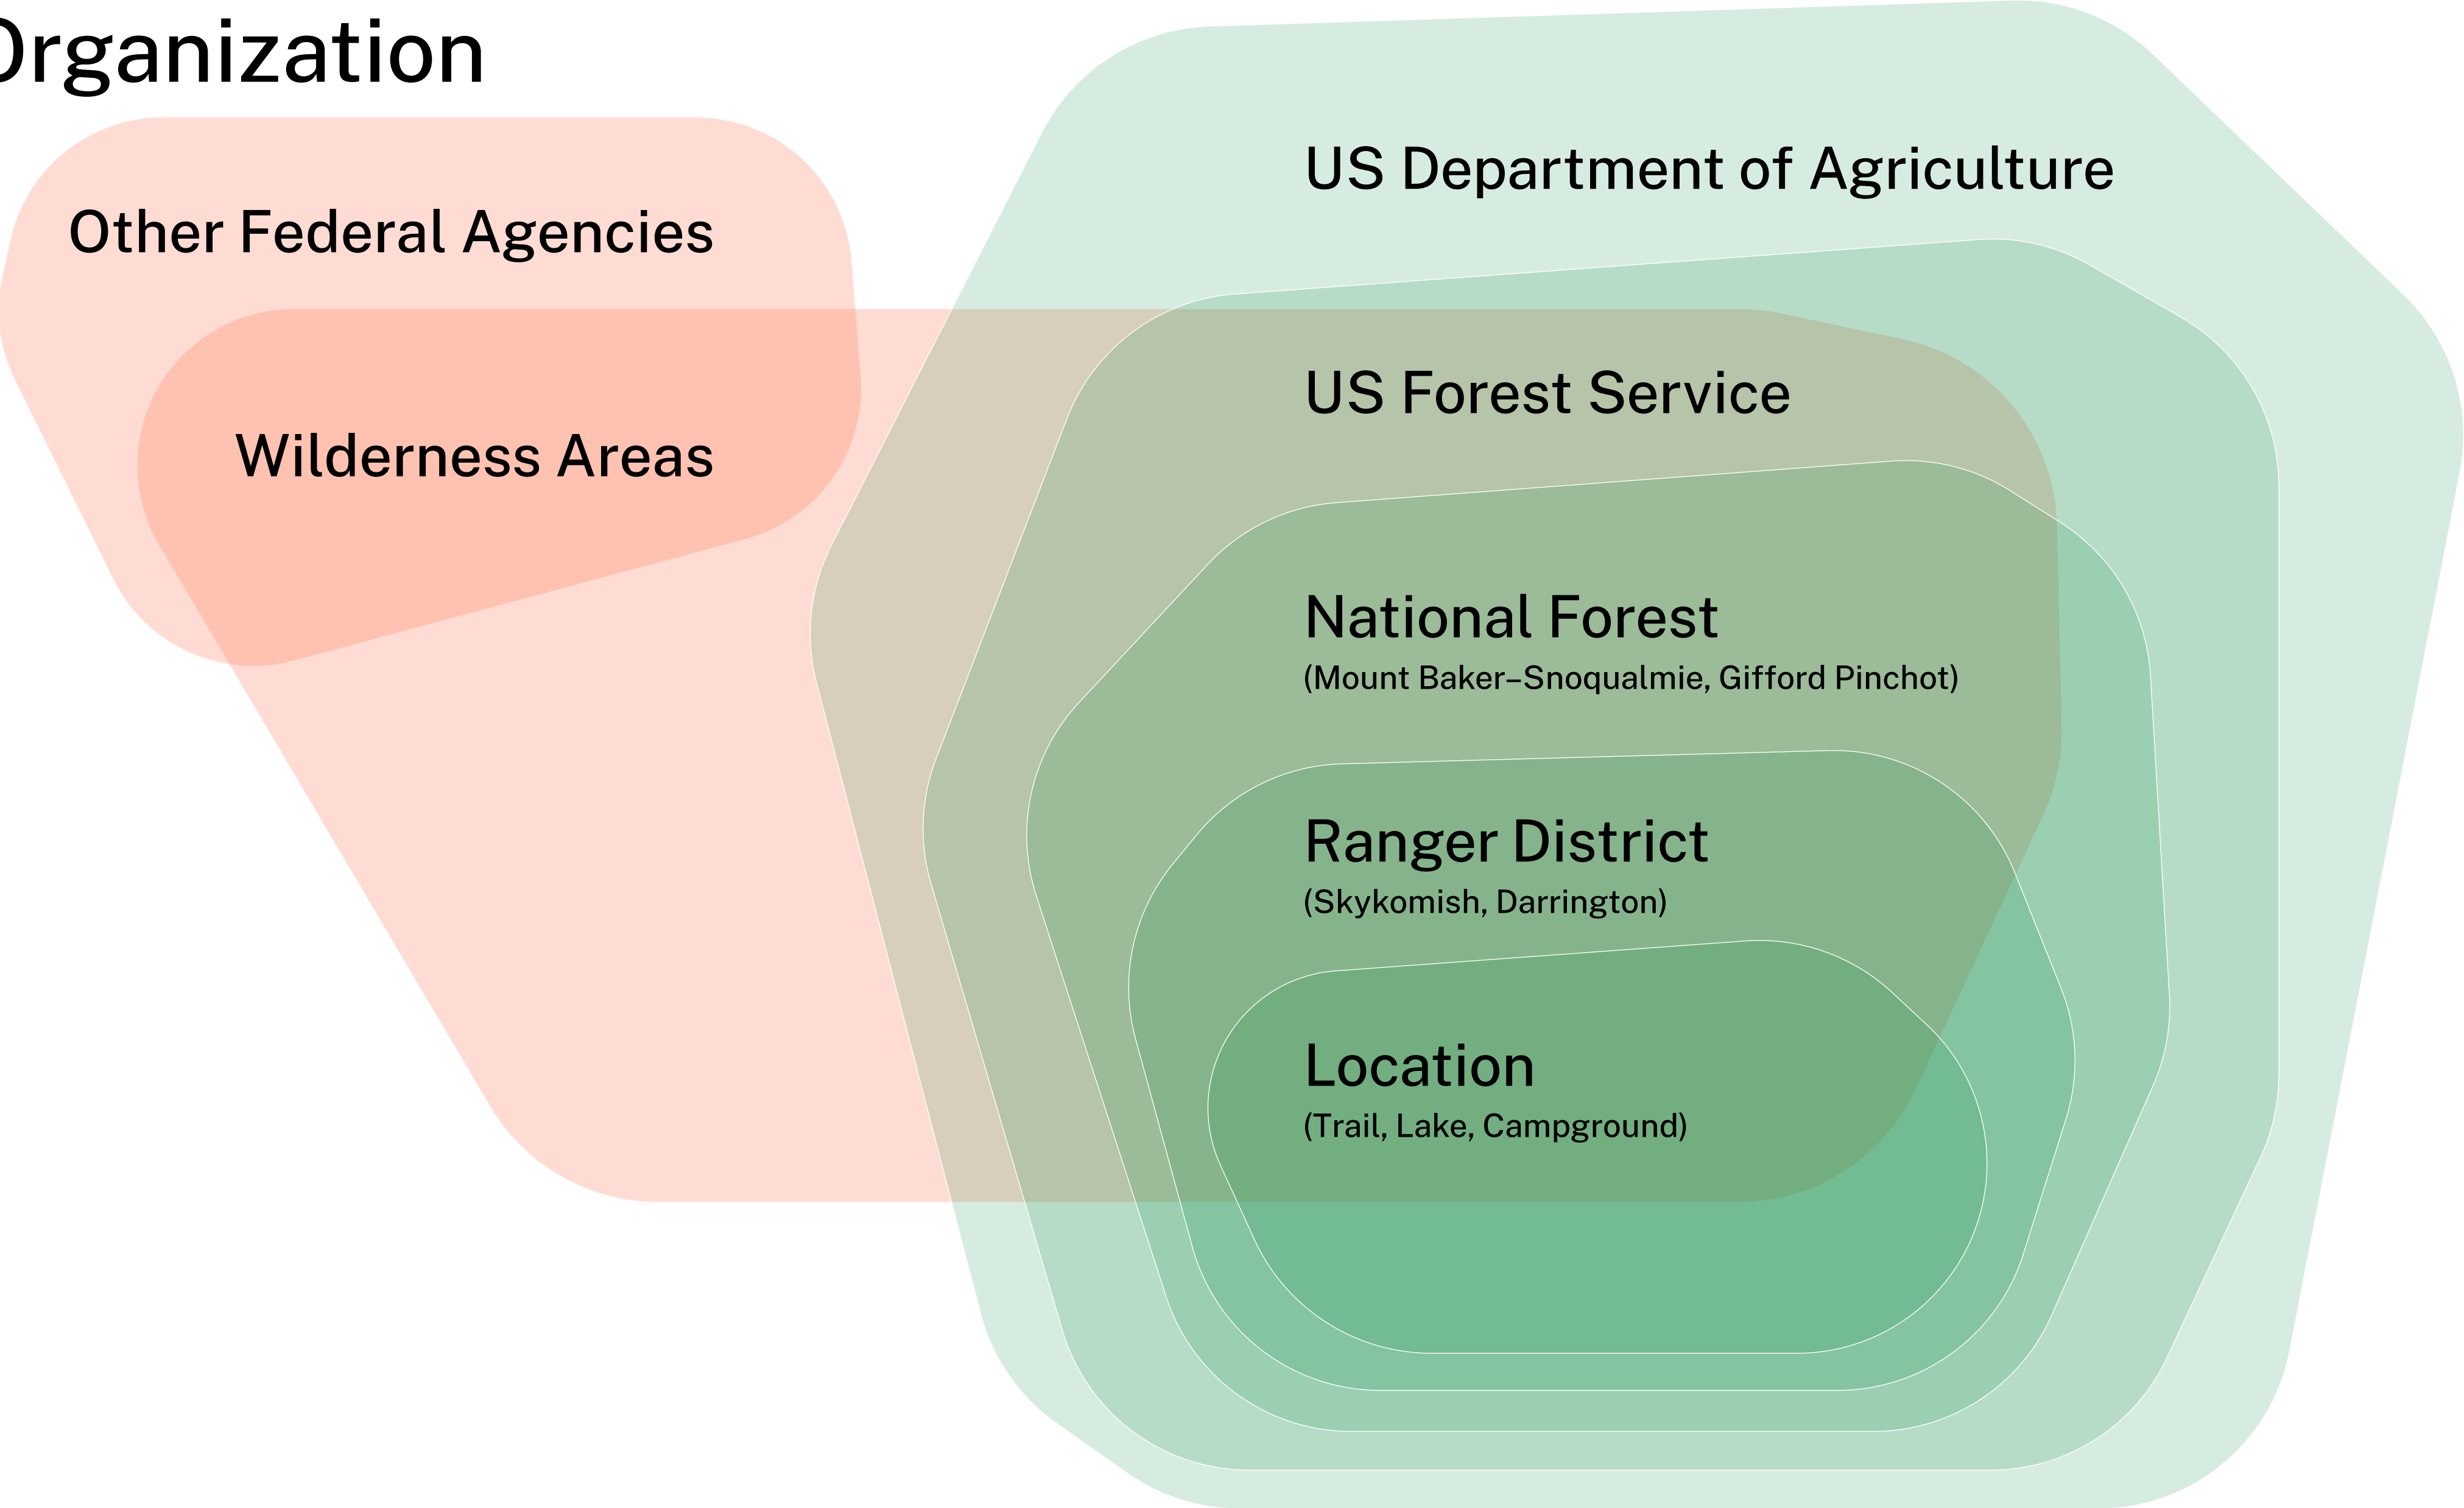 Organization
Other Federal Agencies
Wilderness Areas
US Department of Agriculture
US Forest Service
National Forest
(Mount Baker–Snoqualmie, Gifford Pinchot)
Ranger District
(Skykomish, Darrington)
Location
(Trail, Lake, Campground)